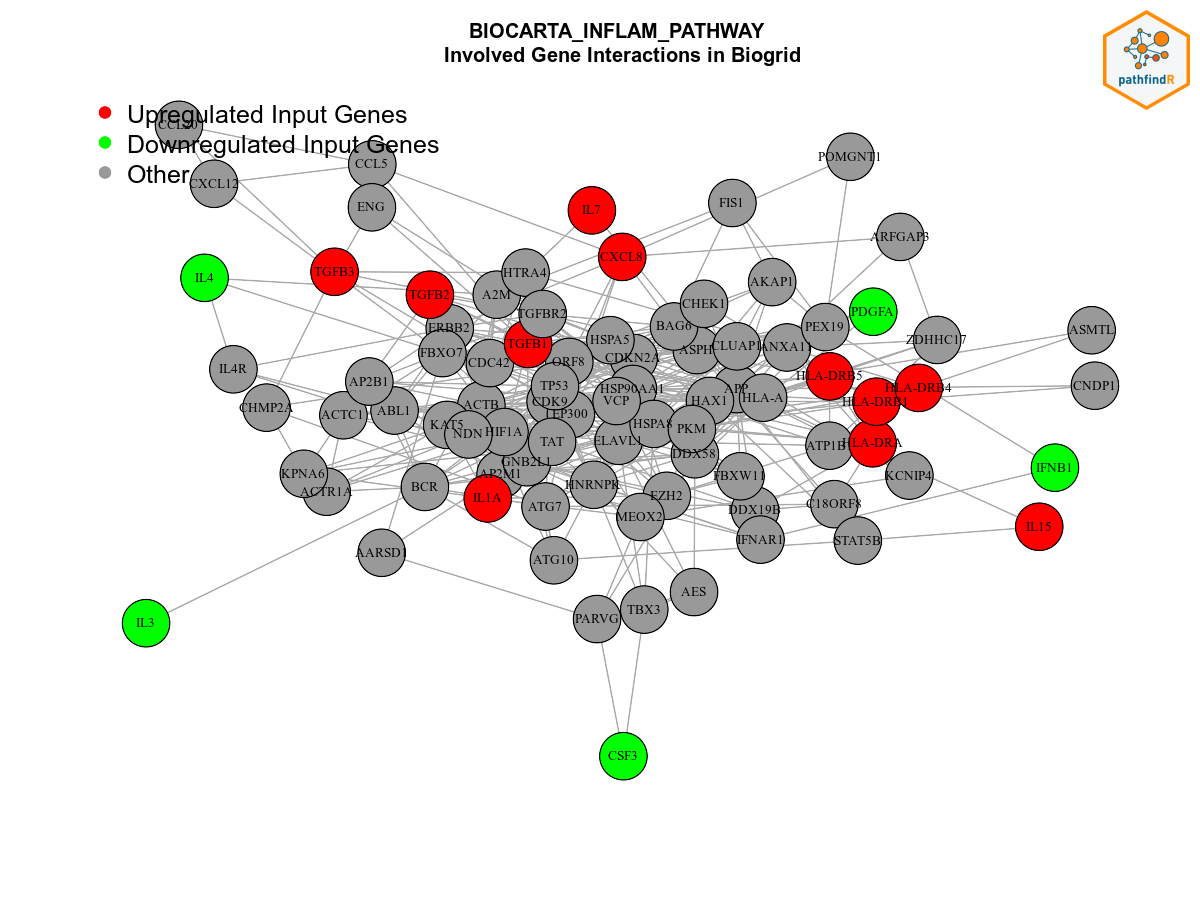 BIOCARTA_INFLAM_PATHWAY
Involved Gene Interactions in Biogrid
pathfindR
Upregulated Input Genes
Downregulated Input Genes
Other
CCL20
CCL5
CXCL12
ENG
IL7
CXCL8
FIS1
POMGNT1
ARFGAP3
IL4
TGFB3
TGFB2
A2M
HTRA4
TGFBR2
ERBB2
TGFB1
FBXO7
CDC42
HSPA5
CDKN2A
BAG6
CHEK1
AKAP1
ASPH
CLUAP1
ANXA11
PEX19
PDGFA
ZDHHC17
ASMTL
IL4R
AP2B1
TP53
ORF8
HSP90AA1
APP
HLA-A
HLA-DRB5
HLA-DRB4
HLA-DRB1
CNDP1
CHMP2A
ACTC1
ABL1
ACTB
CDK9
EP300
VCP
HAX1
KAT5
NDN
HIF1A
TAT
ELAVL1
HSPA8
PKM
DDX58
HLA-DRA
KPNA6
ACTR1A
BCR
AP2M1
GNB2L1
IL1A
HNRNPK
ATG7
EZH2
MEOX2
FBXW11
DDX19B
IFNAR1
C18ORF8
KCNIP4
IFNB1
IL15
STAT5B
AARSD1
ATG10
AES
TBX3
PARVG
IL3
CSF3